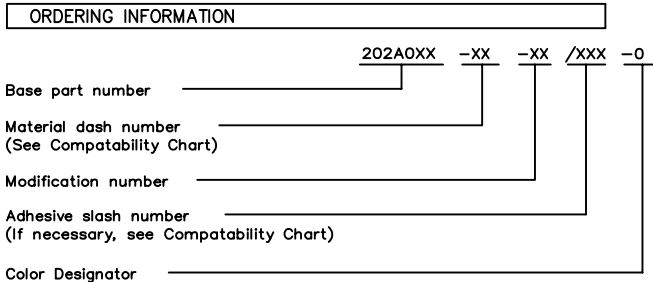 ORDERING INFORMATION
202A0XX -XX -XX /XXX -0
Base part number
Material dash number
(See Compatability Chart)
Modification number
Adhesive slash number
(If necessary, see Compatability Chart)
Color Designator